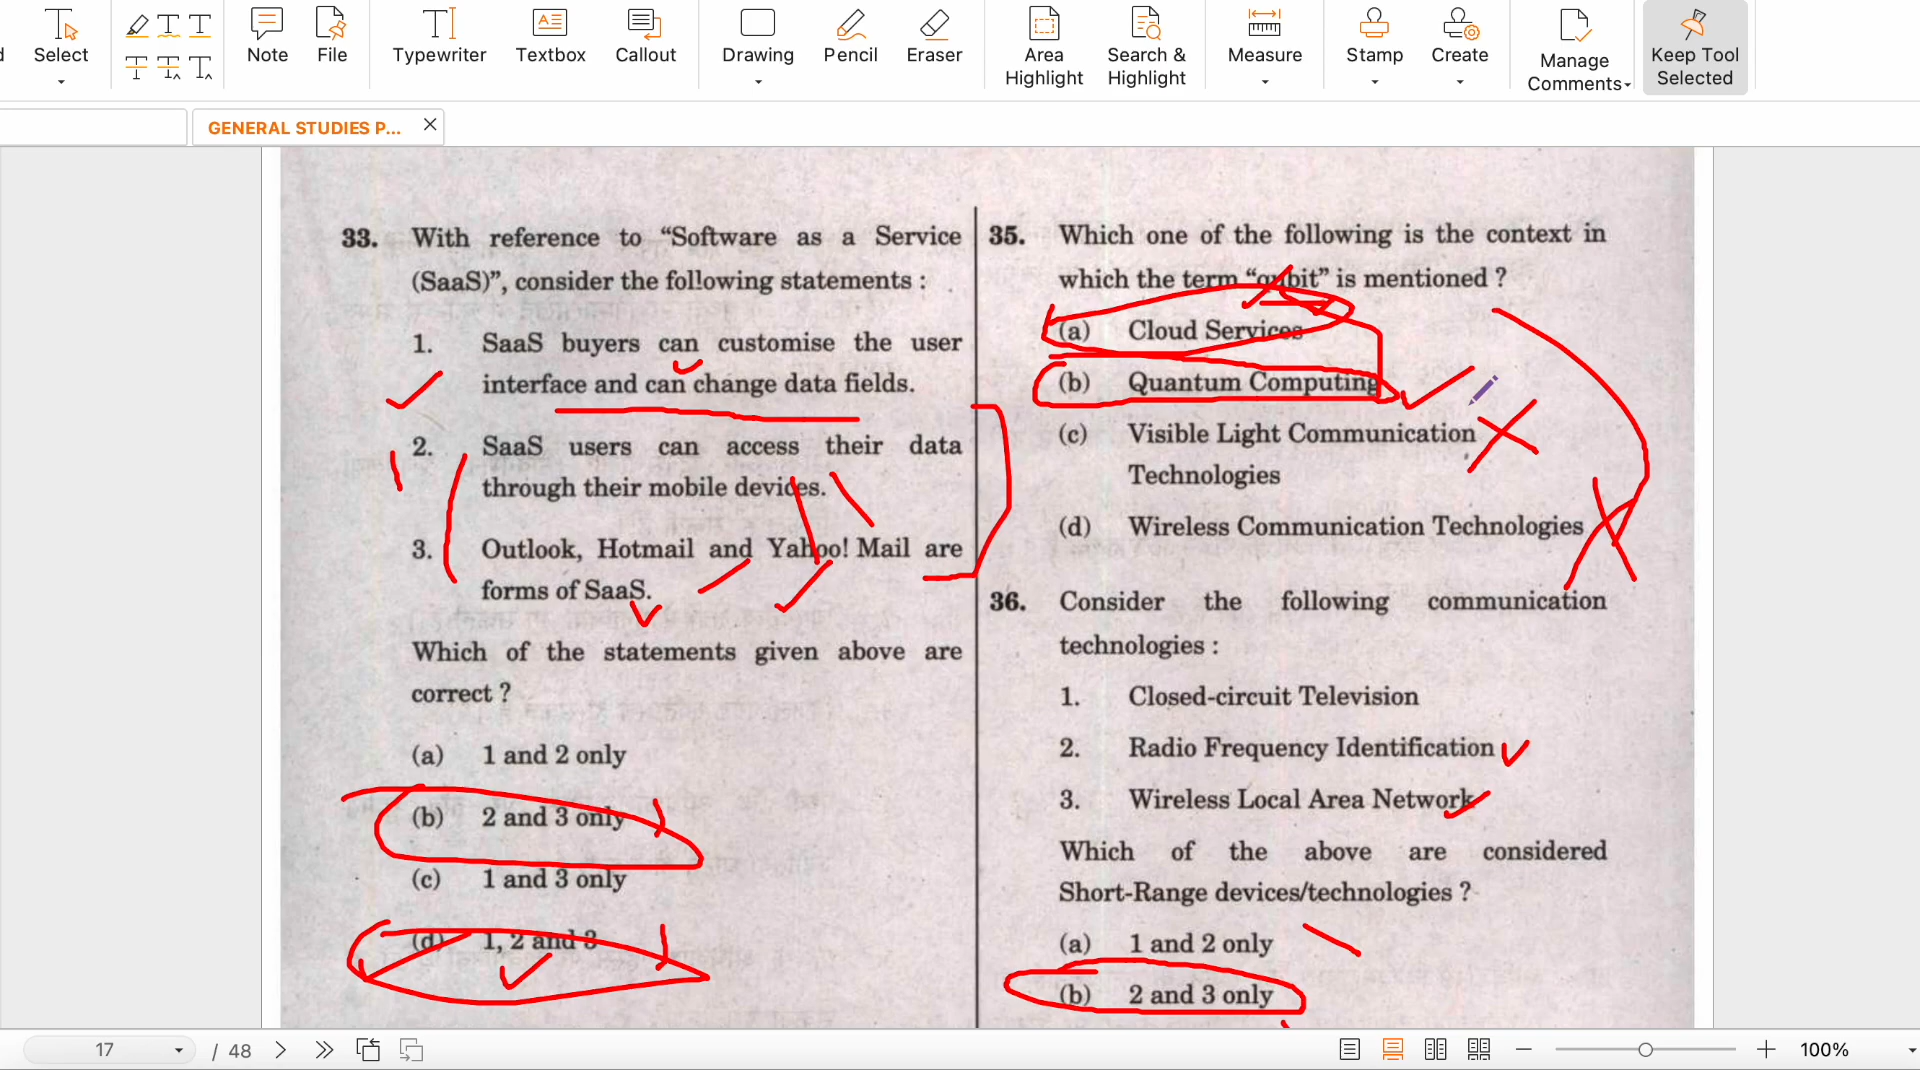 Select
Note
File
Typewriter
Textbox
Callout
Drawing
Pencil
Eraser
Area
Highlight
Search &
Highlight
Measure
Stamp
Create
Manage
Comments
Keep Tool
Selected
GENERAL STUDIES P...
33. With reference to “Software as a Service
(SaaS)”, consider the following statements :
1. SaaS buyers can customise the user
interface and can change data fields.
2. SaaS users can access their data
through their mobile devices.
3. Outlook, Hotmail and Yahoo! Mail are
forms of SaaS.
Which of the statements given above are
correct ?
(a) 1 and 2 only
(b) 2 and 3 only
(c) 1 and 3 only
(d) 1, 2 and 3
35. Which one of the following is the context in
which the term “qubit” is mentioned ?
(a) Cloud Services
(b) Quantum Computing
(c) Visible Light Communication
Technologies
(d) Wireless Communication Technologies
36. Consider the following communication
technologies :
1. Closed-circuit Television
2. Radio Frequency Identification
3. Wireless Local Area Network
Which of the above are considered
Short-Range devices/technologies ?
(a) 1 and 2 only
(b) 2 and 3 only
17 / 48
100%